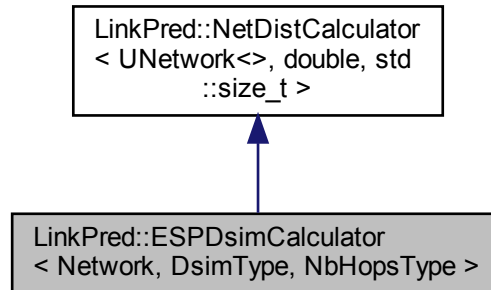 LinkPred::NetDistCalculator
< UNetwork<>, double, std
::size_t >
LinkPred::ESPDsimCalculator
< Network, DsimType, NbHopsType >